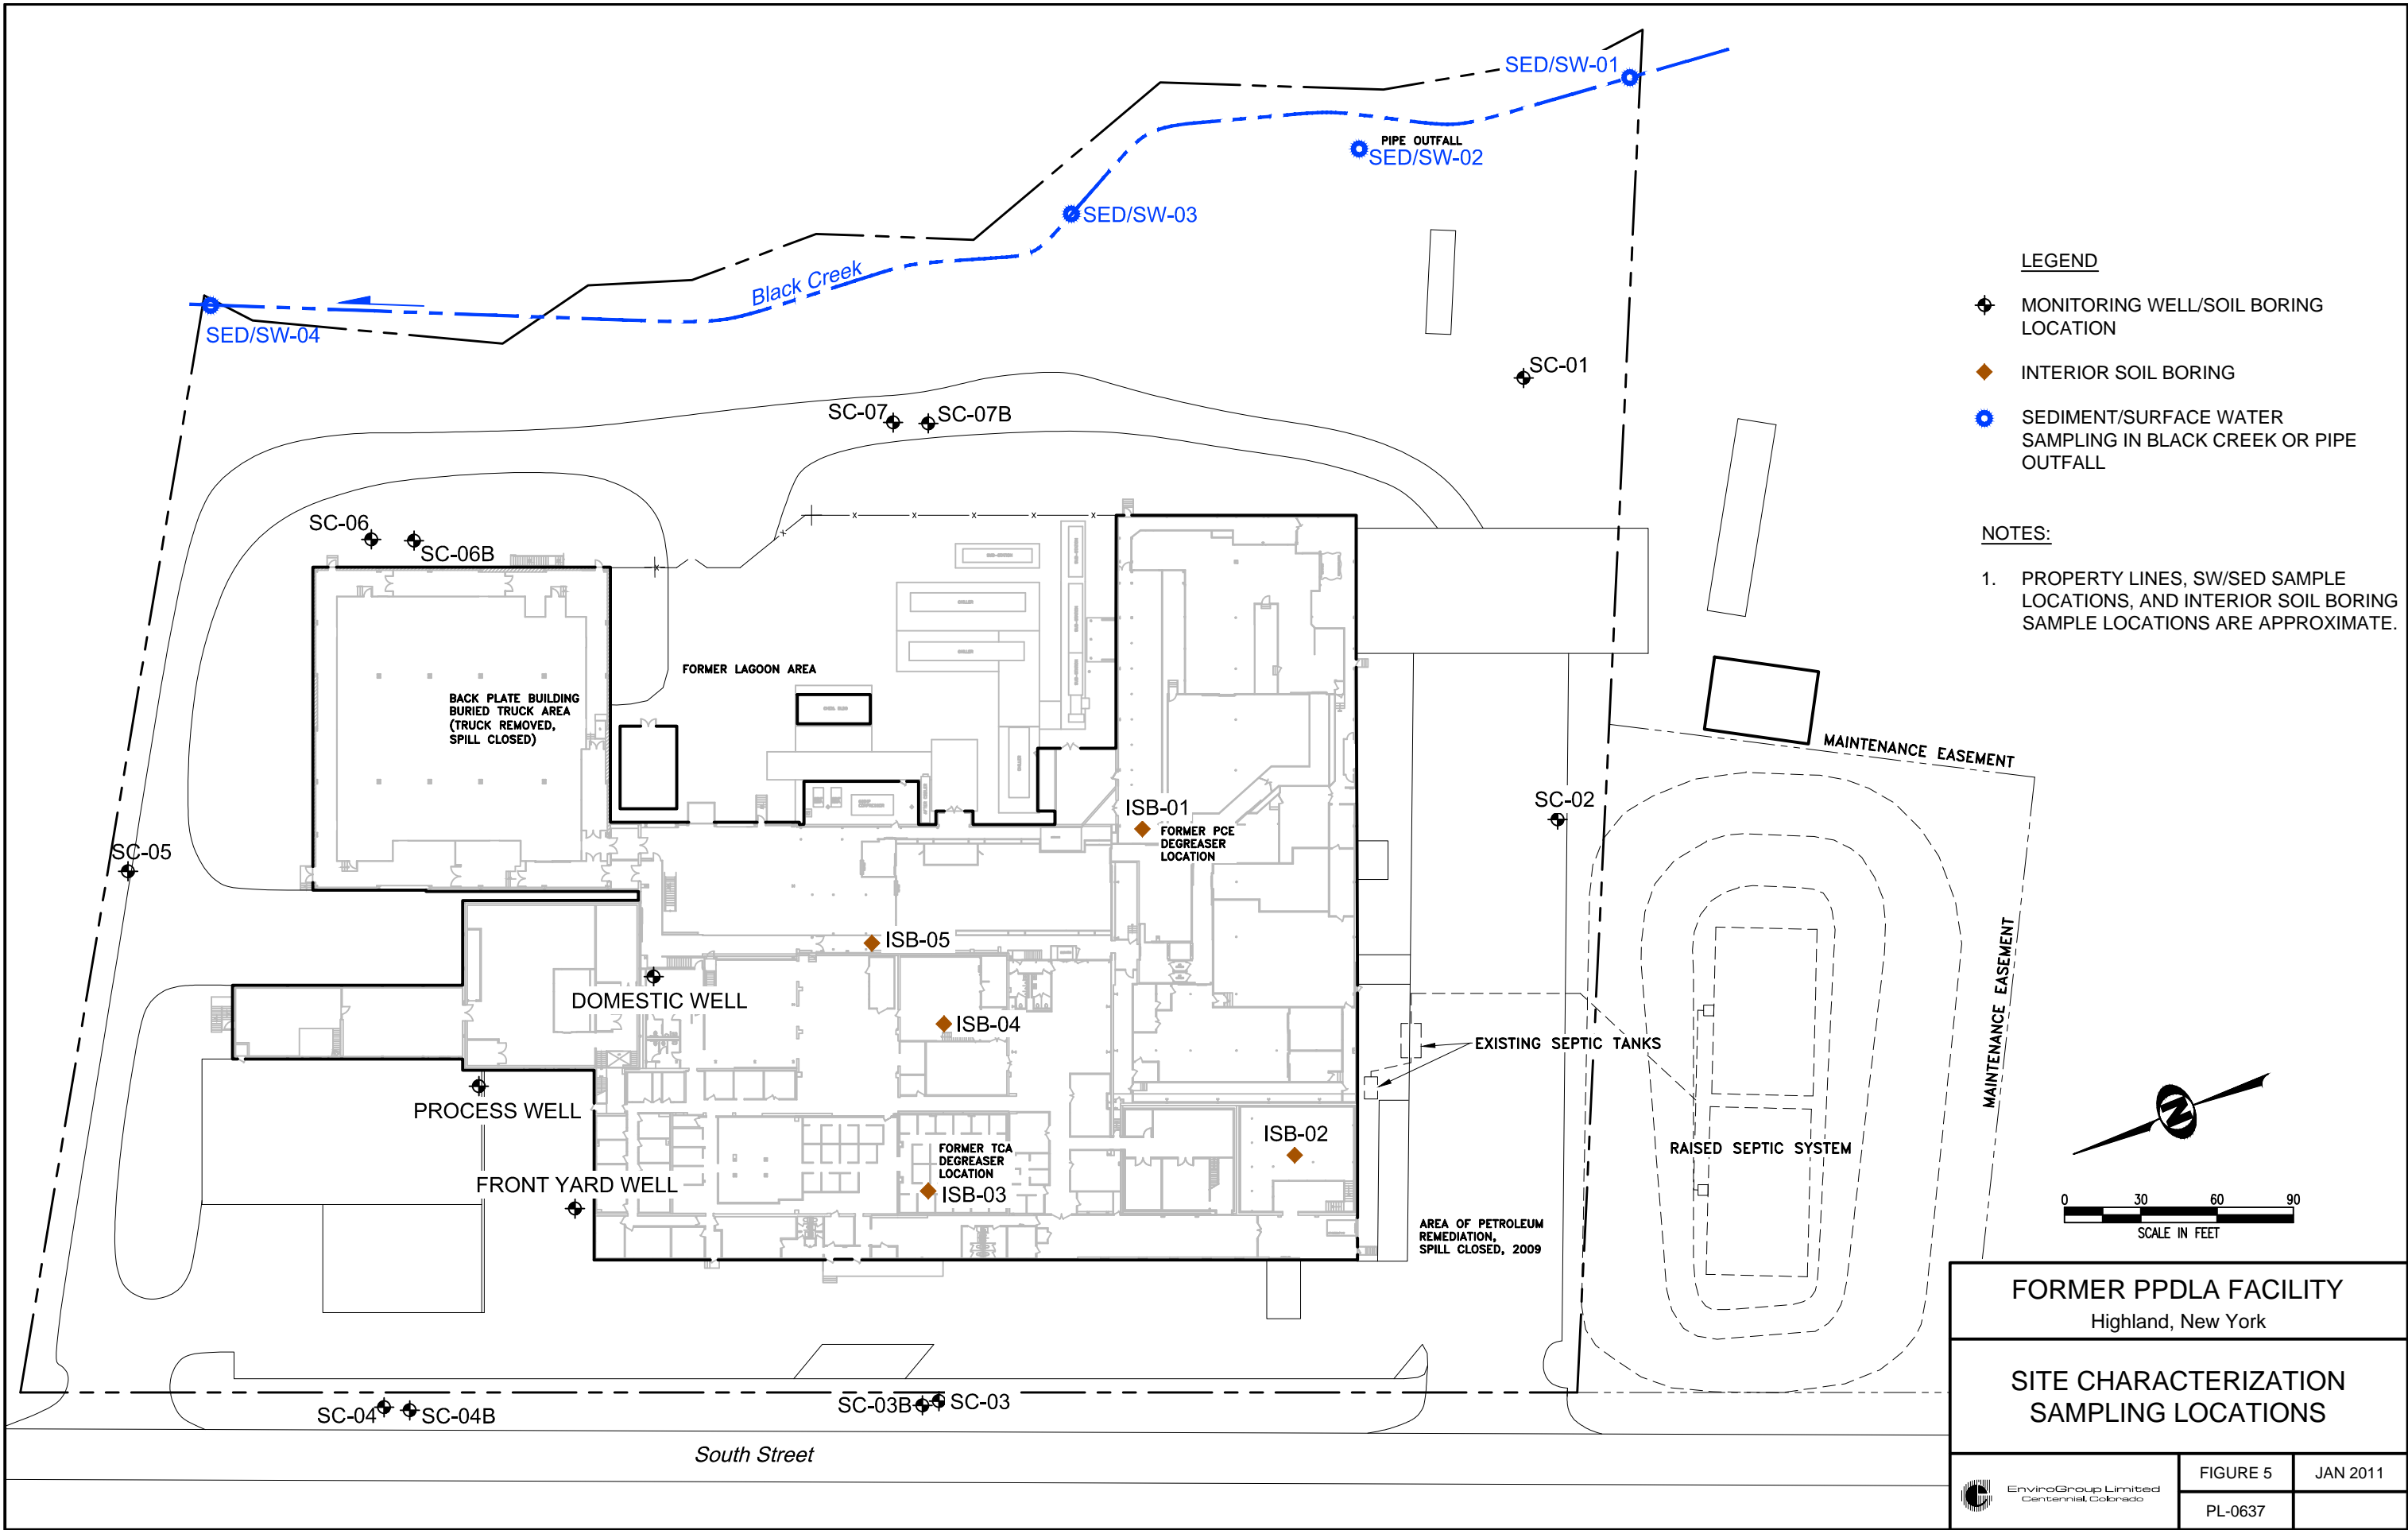 SED/SW-01
PIPE OUTFALL
SED/SW-02
SED/SW-03
Black Creek
SED/SW-04
SC-01
SC-07
SC-07B
SC-06
SC-06B
LEGEND
MONITORING WELL/SOIL BORING
LOCATION
INTERIOR SOIL BORING
SEDIMENT/SURFACE WATER
SAMPLING IN BLACK CREEK OR PIPE
OUTFALL
NOTES:
1. PROPERTY LINES, SW/SED SAMPLE
LOCATIONS, AND INTERIOR SOIL BORING
SAMPLE LOCATIONS ARE APPROXIMATE.
FORMER LAGOON AREA
BACK PLATE BUILDING
BURIED TRUCK AREA
(TRUCK REMOVED,
SPILL CLOSED)
MAINTENANCE EASEMENT
SC-02
ISB-01
FORMER PCE
DEGREASER
LOCATION
SC-05
ISB-05
DOMESTIC WELL
ISB-04
EXISTING SEPTIC TANKS
MAINTENANCE EASEMENT
PROCESS WELL
ISB-02
FORMER TCA
DEGREASER
LOCATION
ISB-03
RAISED SEPTIC SYSTEM
N
FRONT YARD WELL
AREA OF PETROLEUM
REMEDIATION,
SPILL CLOSED, 2009
0 30 60 90
SCALE IN FEET
SC-04
SC-04B
SC-03B
SC-03
South Street
FORMER PPDLA FACILITY
Highland, New York
SITE CHARACTERIZATION
SAMPLING LOCATIONS
EnviroGroup Limited
Centennial, Colorado
FIGURE 5
JAN 2011
PL-0637